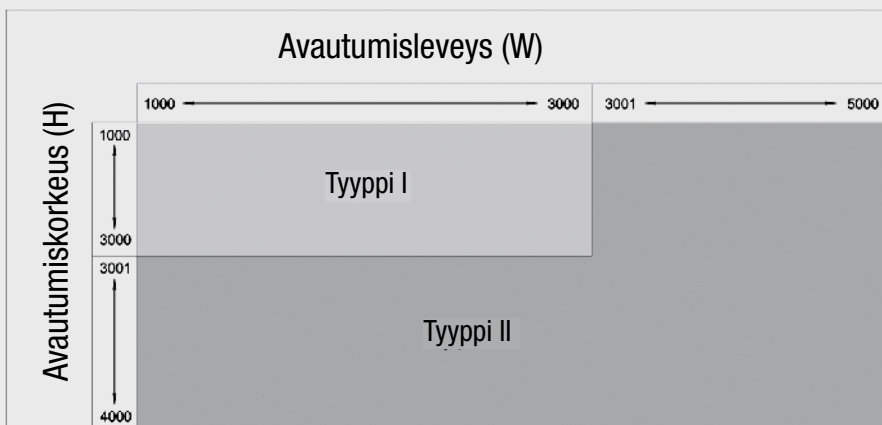 Avautumisleveys (W)
1000 3000 3001 5000
Avautumiskorkeus (H)
1000
3000
3001
4000
Tyyppi I
Tyyppi II